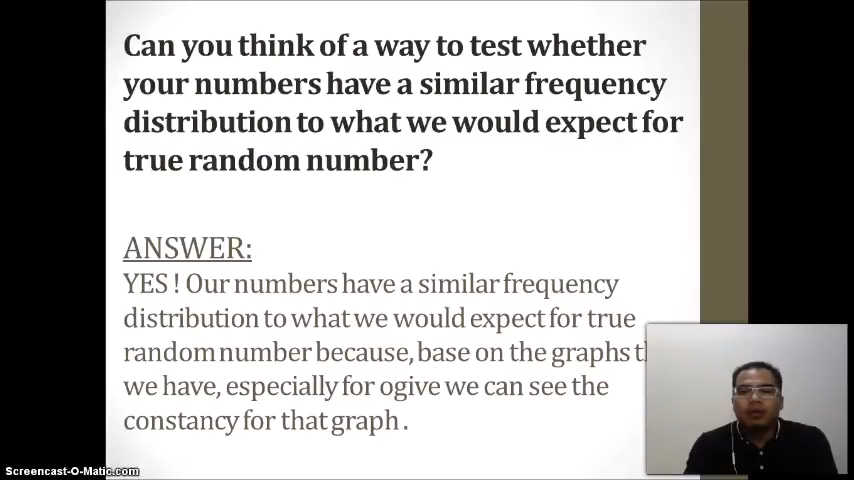 Can you think of a way to test whether
your numbers have a similar frequency
distribution to what we would expect for
true random number?
ANSWER:
YES ! Our numbers have a similar frequency
distribution to what we would expect for true
random number because, base on the graphs
we have, especially for ogive we can see the
constancy for that graph .
Screencast-O-Matic.com